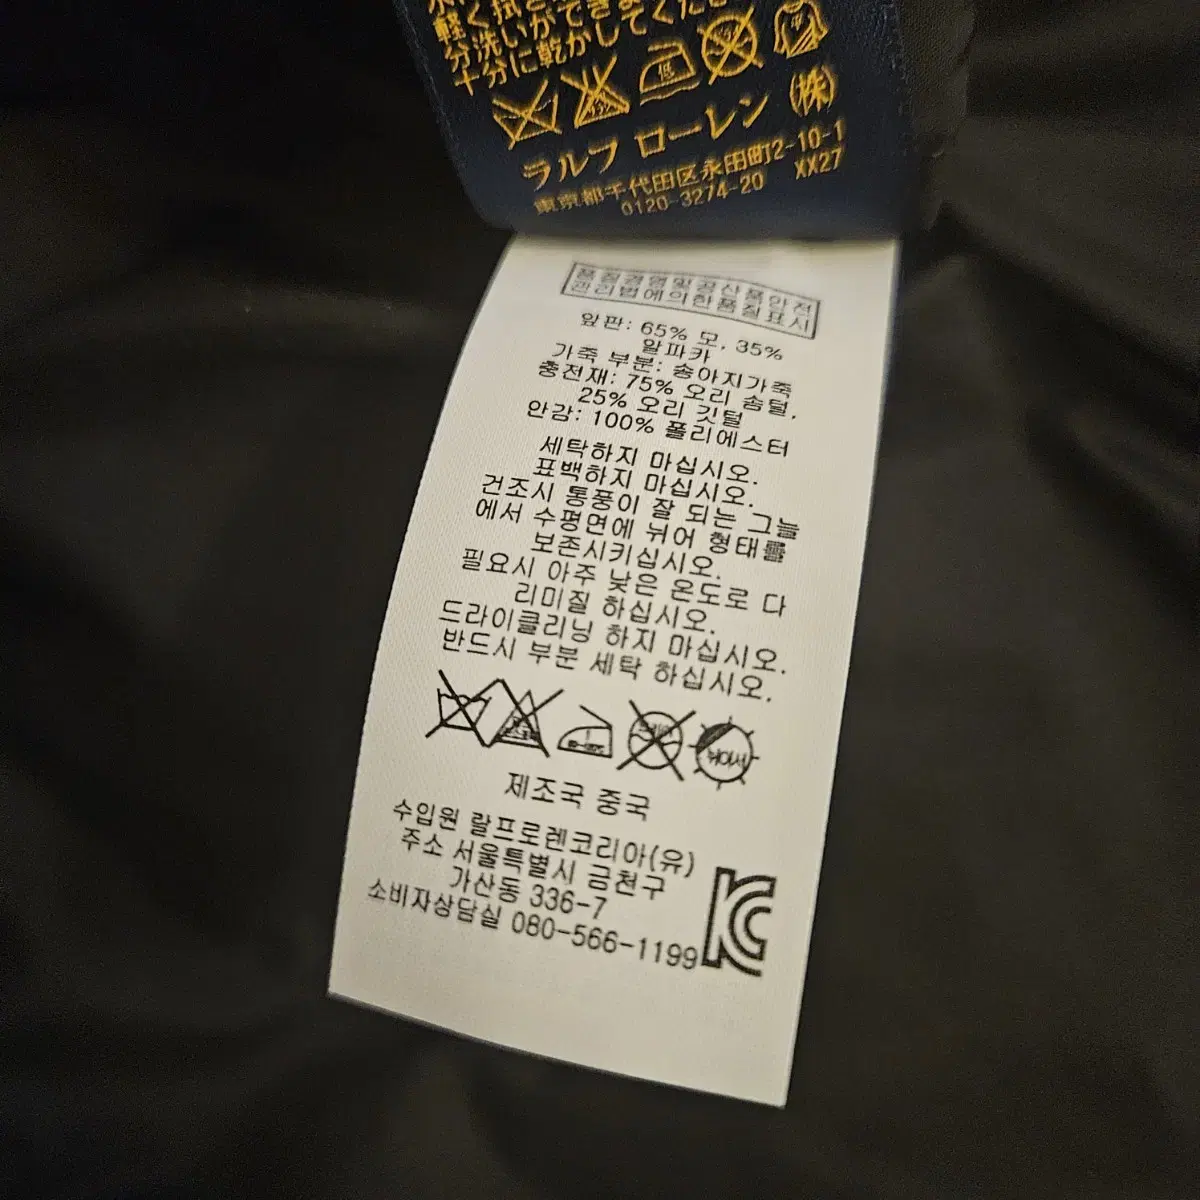 軽く拭き
分洗いができま
十分に乾かしてくださ
低
ラルフ ローレン (株)
東京都千代田区永田町2-10-1
0120-3274-20 XX27
품질경영및공산품안전
관리법에의한품질표시
앞판: 65% 모, 35%
알파카
가죽 부분: 송아지가죽
충전재: 75% 오리 솜털,
25% 오리 깃털
안감: 100% 폴리에스터
세탁하지 마십시오.
표백하지 마십시오.
건조시 통풍이 잘 되는 그늘
에서 수평면에 뉘어 형태를
보존시키십시오.
필요시 아주 낮은 온도로 다
리미질 하십시오.
드라이클리닝 하지 마십시오.
반드시 부분 세탁 하십시오.
뉘어서
제조국 중국
수입원 랄프로렌코리아(유)
주소 서울특별시 금천구
가산동 336-7
소비자상담실 080-566-1199
KC